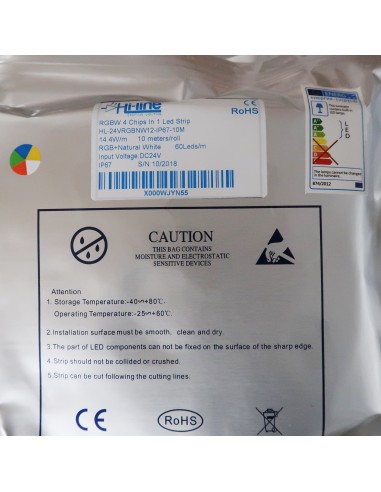 Hi-line
CE
RoHS
RGBW 4 Chips In 1 Led Strip
HL-24VRGBNW12-IP67-10M
14.4W/m 10 meters/roll
RGB+Natural White 60Leds/m
Input Voltage:DC24V
IP67 S/N:10/2018
X000WJYN55
LED
874/2012
CAUTION
THIS BAG CONTAINS
MOISTURE AND ELECTROSTATIC
SENSITIVE DEVICES
Attention
1. Storage Temperature:-40∽+80℃.
Operating Temperature:-25∽+60℃.
2.Installation surface must be smooth, clean and dry.
3.The part of LED components can not be fixed on the surface of the sharp edge.
4.Strip should not be collided or crushed.
5.Strip can be cut following the cutting lines.
CE
RoHS